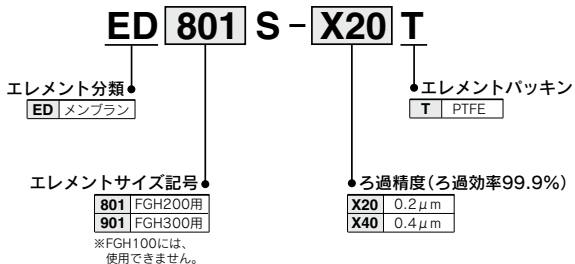 ED 801 S－X20 T
エレメント分類
ED メンブラン
エレメントパッキン
T PTFE
エレメントサイズ記号
801 FGH200用
901 FGH300用
※FGH100には、
使用できません。
ろ過精度（ろ過効率99.9%）
X20 0.2μm
X40 0.4μm